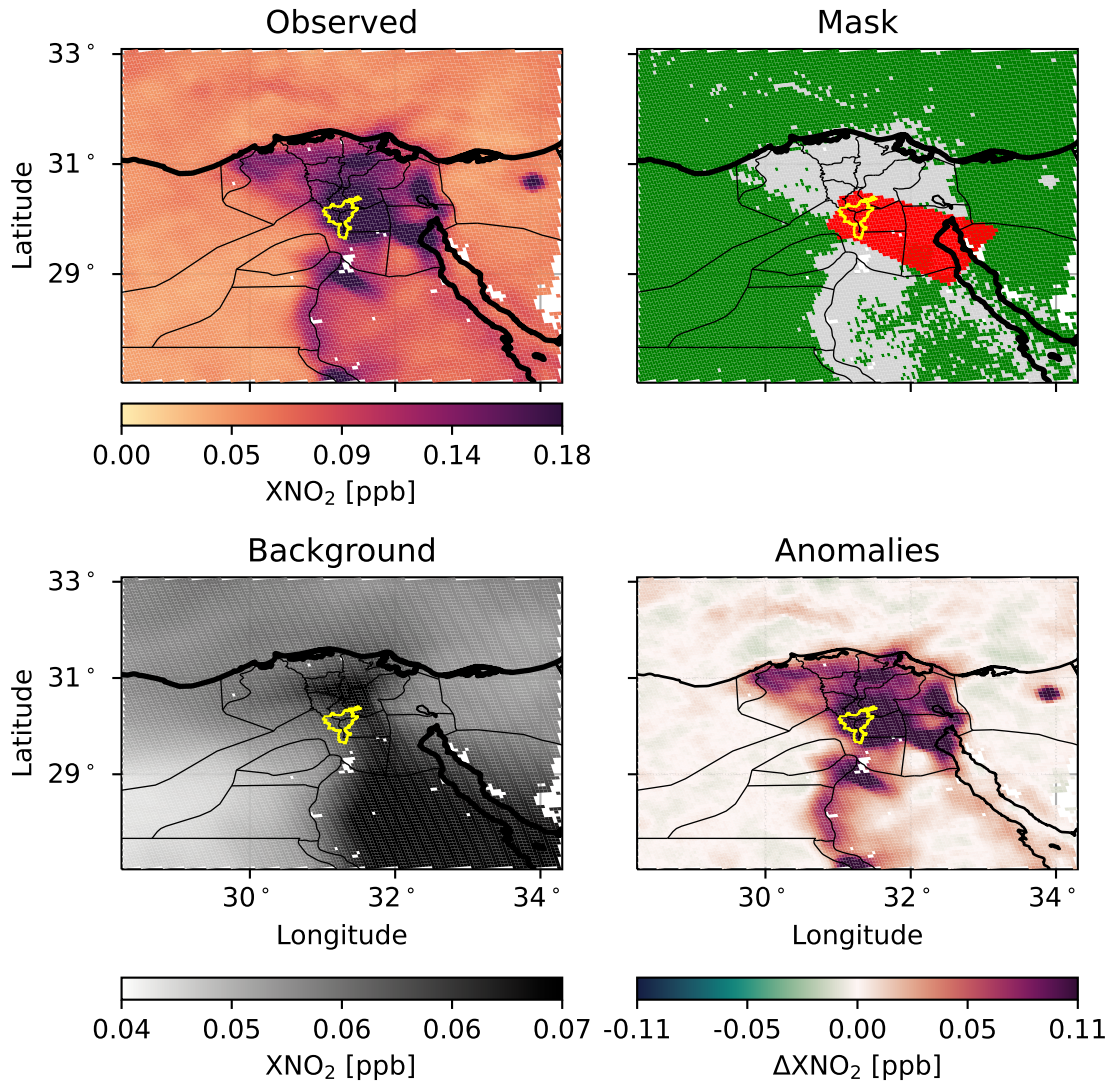 Observed
Mask
33°
31°
29°
Latitude
0.00 0.05 0.09 0.14 0.18
XNO₂ [ppb]
Background
Anomalies
33°
31°
29°
Latitude
30° 32° 34°
30° 32° 34°
Longitude
Longitude
0.04 0.05 0.06 0.06 0.07
-0.11 -0.05 0.00 0.05 0.11
XNO₂ [ppb]
ΔXNO₂ [ppb]